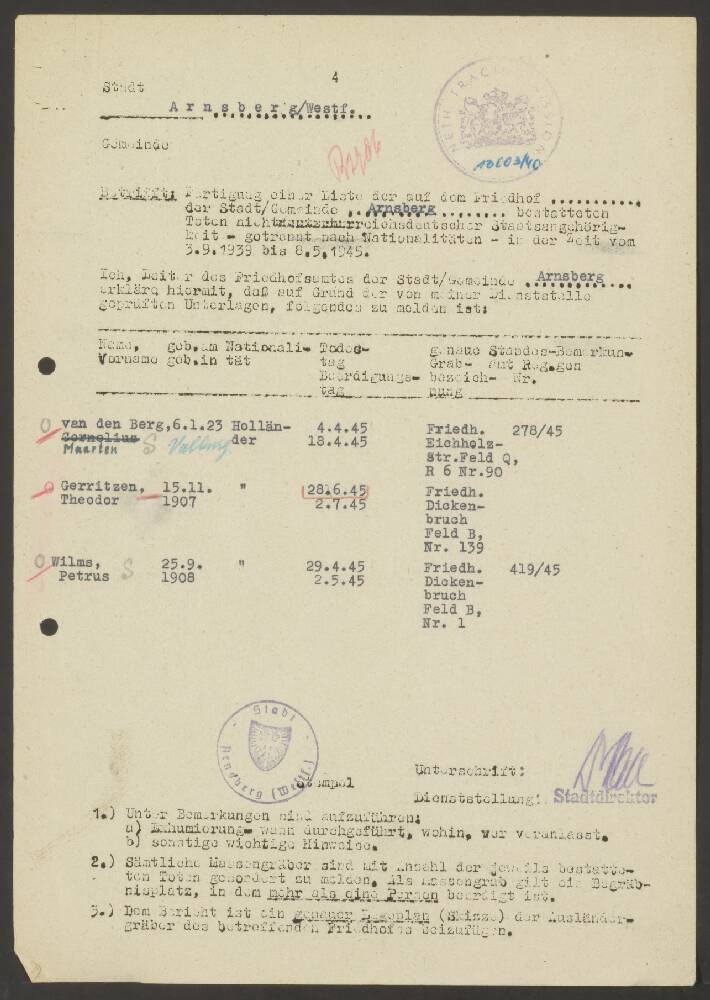 4
Stadt
Arnsberg/Westf.
Gemeinde
10003/40
Betrifft: Fertigung einer Liste der auf dem Friedhof ..........
der Stadt/Gemeinde .. Arnsberg ........ bestatteten
Toten nicht reichsdeutscher Staatsangehörig-
keit - getrennt nach Nationalitäten - in der Zeit vom
3.9.1939 bis 8.5.1945.
Ich, Leiter des Friedhofsamtes der Stadt/Gemeinde .Arnsberg...
erkläre hiermit, daß auf Grund der von meiner Dienststelle
geprüften Unterlagen, folgendes zu melden ist:
Name, geb.am Nationali- Todes- genaue Standes-Bemerkun-
Vorname geb.in tät tag Grab- amt Reg.gen
Beerdigungs- bezeich- Nr.
tag nung
O van den Berg,6.1.23 Hollän- 4.4.45 Friedh. 278/45
Cornelius S der 18.4.45 Eichholz-
Maarten Str.Feld Q,
R 6 Nr.90
O Gerritzen, 15.11. " 28.6.45 Friedh.
Theodor 1907 2.7.45 Dicken-
bruch
Feld B,
Nr. 139
O Wilms, 25.9. " 29.4.45 Friedh. 419/45
Petrus S 1908 2.5.45 Dicken-
bruch
Feld B,
Nr. 1
Stadt
(Westf.)
Stempel
Unterschrift:
Dienststellung: Stadtdirektor
1.) Unter Bemerkungen sind aufzuführen:
a) Exhumierung- wann durchgeführt, wohin, wer veranlasst.
b) sonstige wichtige Hinweise.
2.) Sämtliche Massengräber sind mit Anzahl der jeweils bestatte-
ten Toten gesondert zu melden. Als Massengrab gilt ein Begräb-
nisplatz, in dem mehr als eine Person beerdigt ist.
3.) Dem Bericht ist ein genauer Lageplan (Skizze) der Ausländer-
gräber des betreffenden Friedhofes beizufügen.